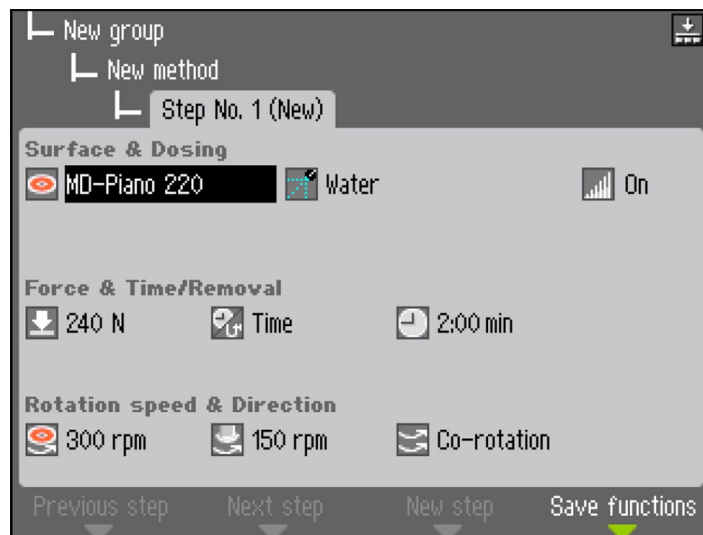 New group
New method
Step No. 1 (New)
Surface & Dosing
MD-Piano 220 Water On
Force & Time/Removal
240 N Time 2:00 min
Rotation speed & Direction
300 rpm 150 rpm Co-rotation
Previous step Next step New step Save functions